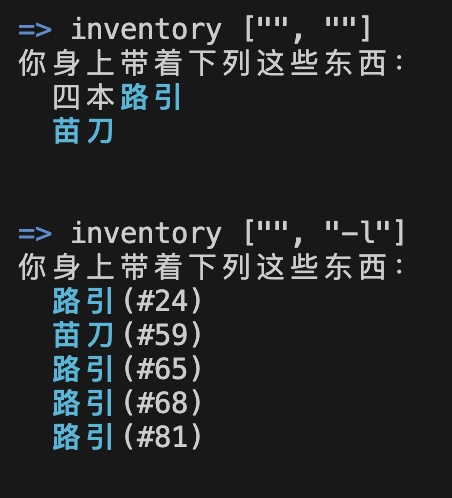 => inventory ["", ""]
你身上带着下列这些东西：
四本路引
苗刀
=> inventory ["", "-l"]
你身上带着下列这些东西：
路引(#24)
苗刀(#59)
路引(#65)
路引(#68)
路引(#81)